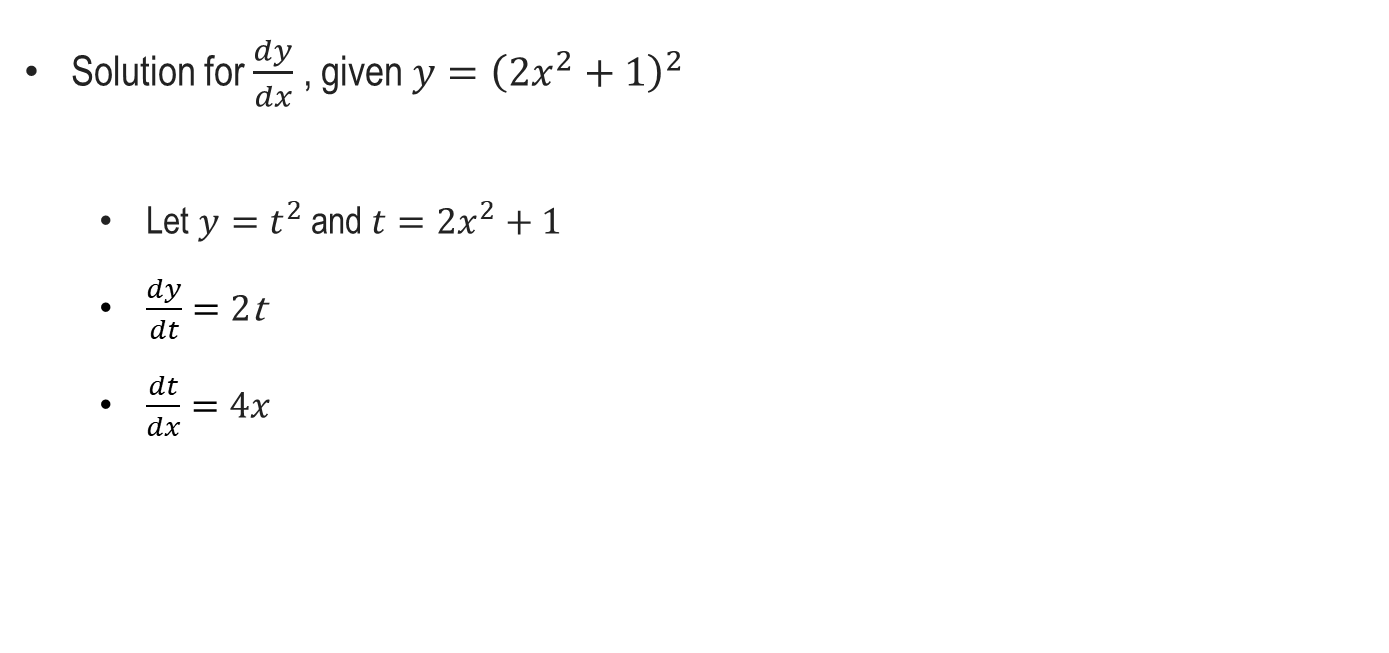 • Solution for dy/dx , given y = (2x² + 1)²
• Let y = t² and t = 2x² + 1
• dy/dt = 2t
• dt/dx = 4x